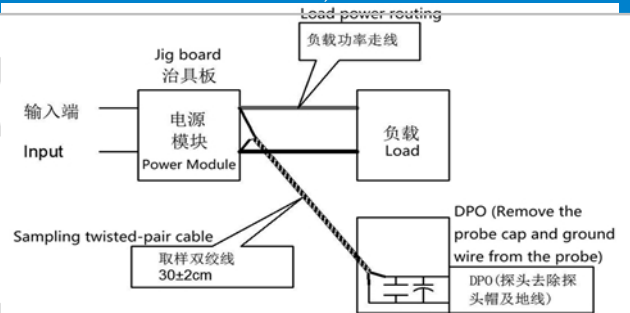 Load power routing
负载功率走线
Jig board
治具板
输入端
Input
电源
模块
Power Module
负载
Load
Sampling twisted-pair cable
取样双绞线
30±2cm
DPO (Remove the
probe cap and ground
wire from the probe)
DPO(探头去除探
头帽及地线)